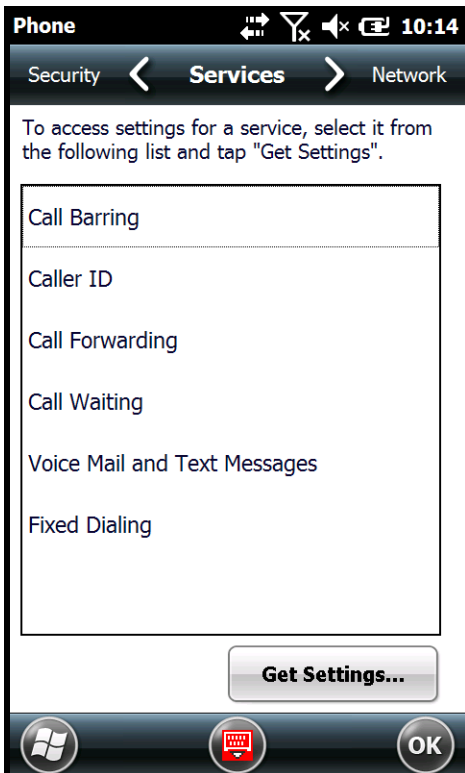 Phone 10:14
Security Services Network
To access settings for a service, select it from
the following list and tap "Get Settings".
Call Barring
Caller ID
Call Forwarding
Call Waiting
Voice Mail and Text Messages
Fixed Dialing
Get Settings...
OK